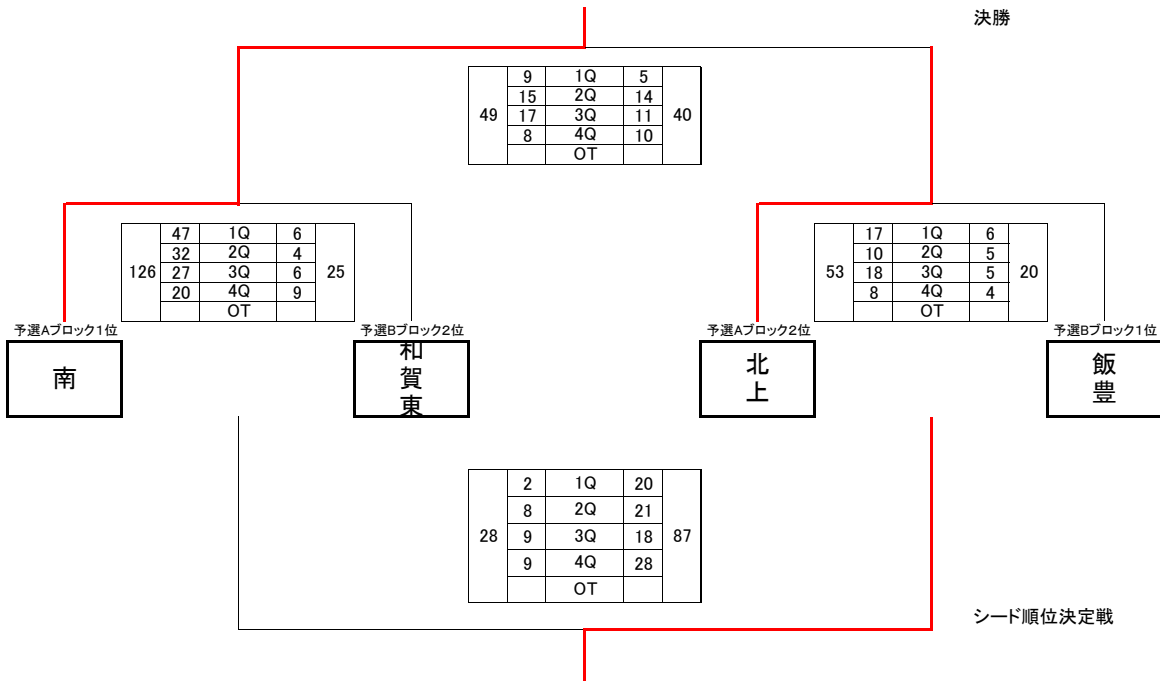 決勝
9 1Q 5
15 2Q 14
49 17 3Q 11 40
8 4Q 10
OT
47 1Q 6
32 2Q 4
126 27 3Q 6 25
20 4Q 9
OT
17 1Q 6
10 2Q 5
53 18 3Q 5 20
8 4Q 4
OT
予選Aブロック1位
予選Bブロック2位
予選Aブロック2位
予選Bブロック1位
南
和賀東
北上
飯豊
2 1Q 20
8 2Q 21
28 9 3Q 18 87
9 4Q 28
OT
シード順位決定戦